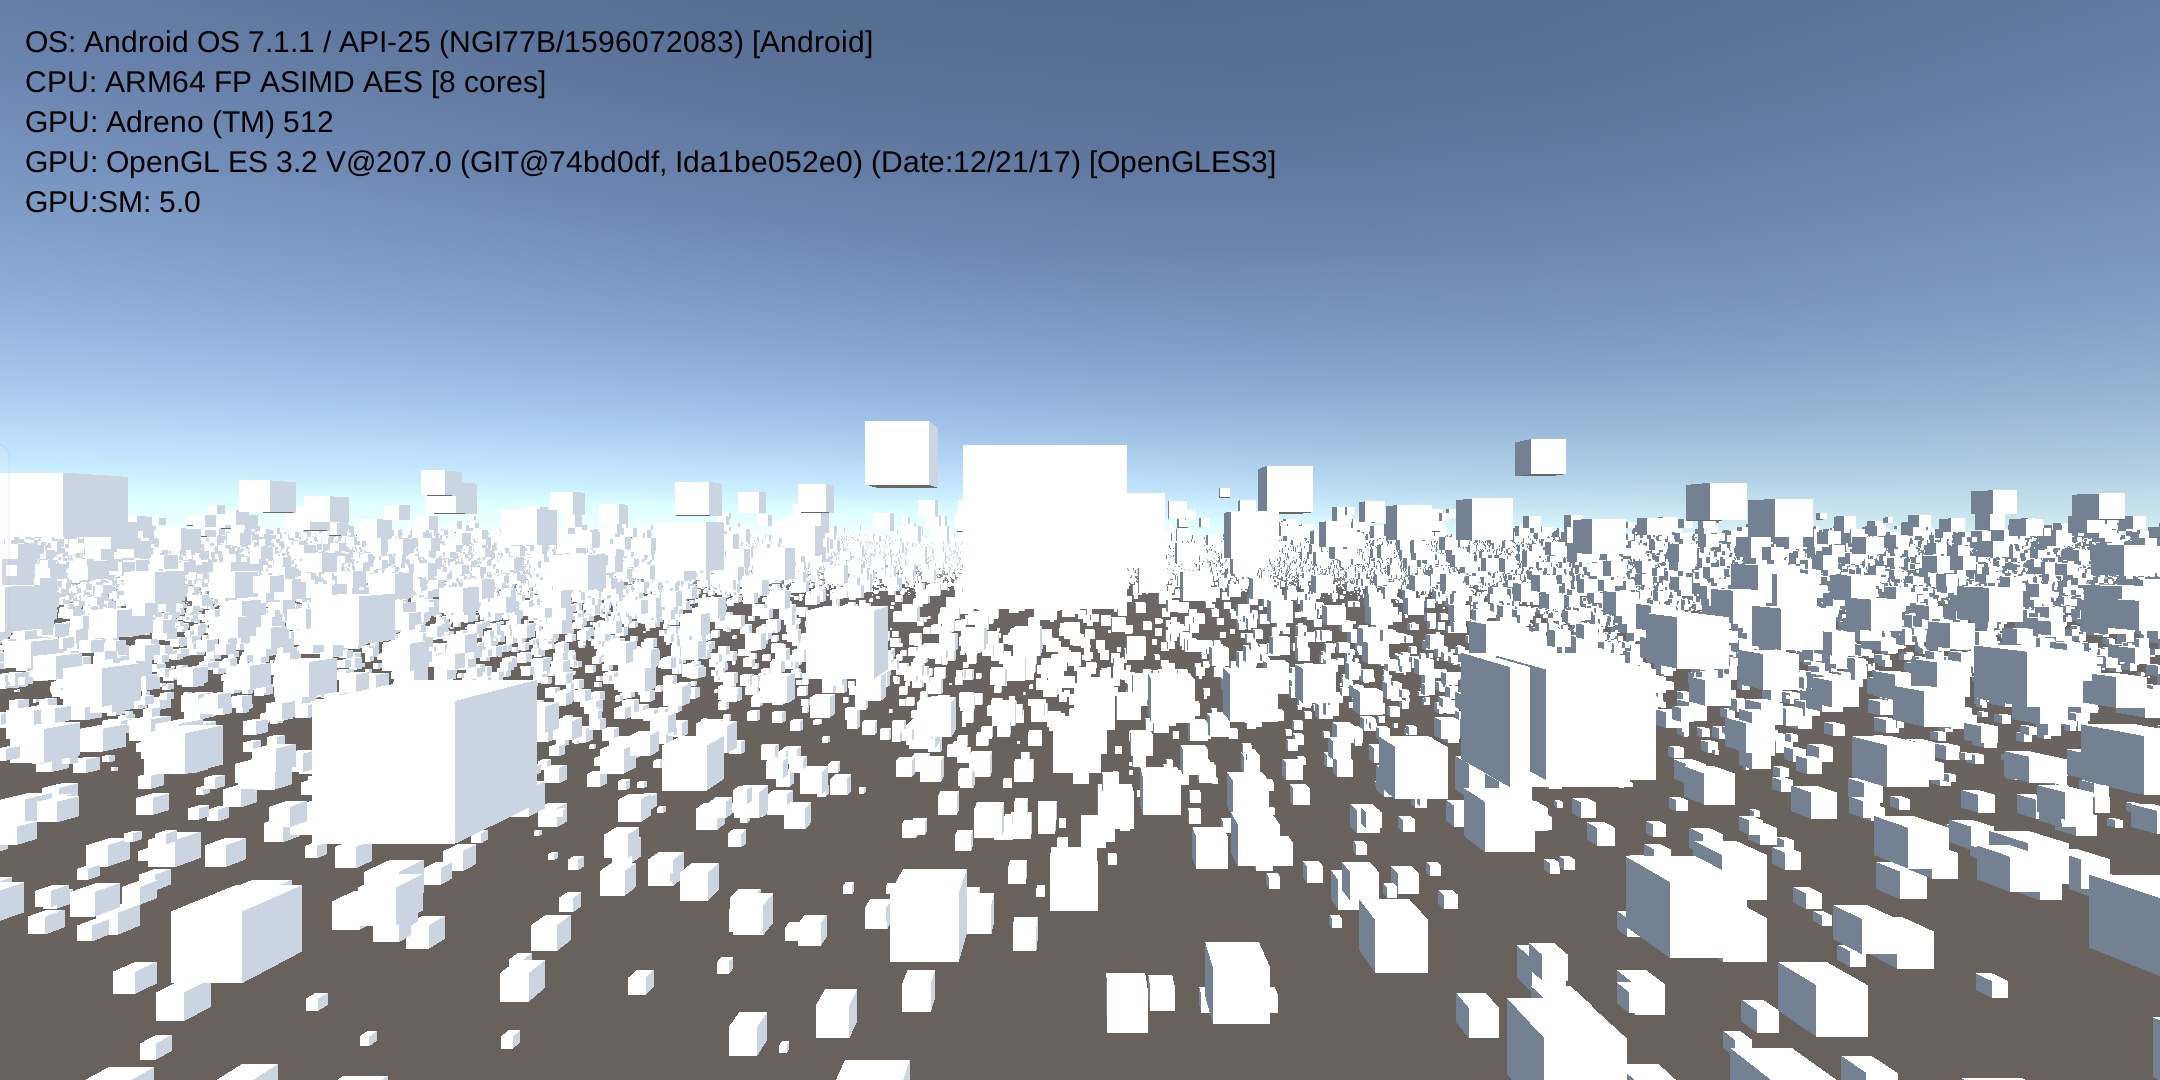 OS: Android OS 7.1.1 / API-25 (NGI77B/1596072083) [Android]
CPU: ARM64 FP ASIMD AES [8 cores]
GPU: Adreno (TM) 512
GPU: OpenGL ES 3.2 V@207.0 (GIT@74bd0df, Ida1be052e0) (Date:12/21/17) [OpenGLES3]
GPU:SM: 5.0